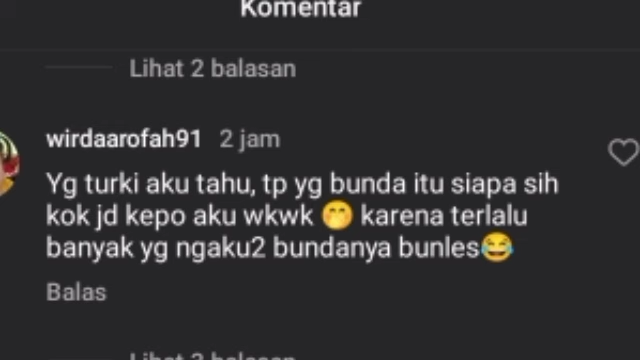 Komentar
Lihat 2 balasan
wirdaarofah91 2 jam
Yg turki aku tahu, tp yg bunda itu siapa sih
kok jd kepo aku wkwk 🤭 karena terlalu
banyak yg ngaku2 bundanya bunles😂
Balas
Lihat 2 balasan